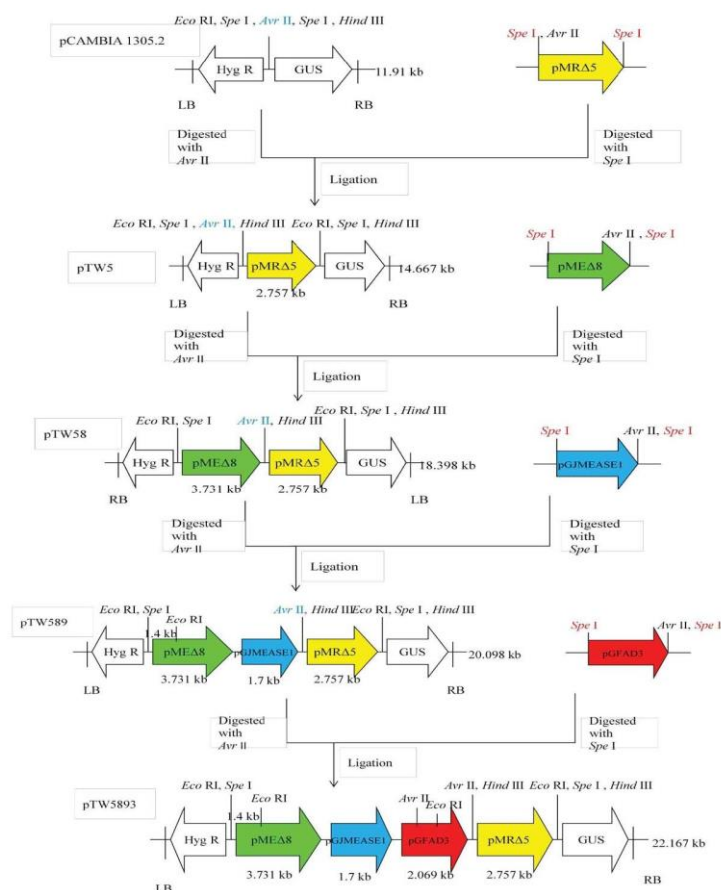 Eco RI, Spe I , Avr II, Spe I, Hind III
pCAMBIA 1305.2
Spe I , Avr II Spe I
Hyg R GUS 11.91 kb
pMRΔ5
LB RB
Digested with Avr II
Digested with Spe I
Ligation
Eco RI, Spe I , Avr II, Hind III Eco RI, Spe I, Hind III
pTW5
Spe I Avr II , Spe I
Hyg R pMRΔ5 GUS 14.667 kb
pMEΔ8
2.757 kb
LB RB
Digested with Avr II
Digested with Spe I
Ligation
Eco RI, Spe I Avr II, Hind III Eco RI, Spe I , Hind III
pTW58
Spe I Avr II, Spe I
Hyg R pMEΔ8 pMRΔ5 GUS 18.398 kb
pGJMEASE1
3.731 kb 2.757 kb
RB LB
Digested with Avr II
Digested with Spe I
Ligation
pTW589
Eco RI, Spe I Avr II, Hind III Eco RI, Spe I , Hind III
Eco RI
1.4 kb
Spe I Avr II, Spe I
Hyg R pMEΔ8 pGJMEASE1 pMRΔ5 GUS 20.098 kb
pGFAD3
3.731 kb 1.7 kb 2.757 kb
LB RB
Digested with Avr II
Digested with Spe I
Ligation
pTW5893
Eco RI, Spe I Avr II, Hind III Eco RI, Spe I , Hind III
Eco RI Avr II
1.4 kb Eco RI
Hyg R pMEΔ8 pGJMEASE1 pGFAD3 pMRΔ5 GUS 22.167 kb
3.731 kb 1.7 kb 2.069 kb 2.757 kb
LB RB